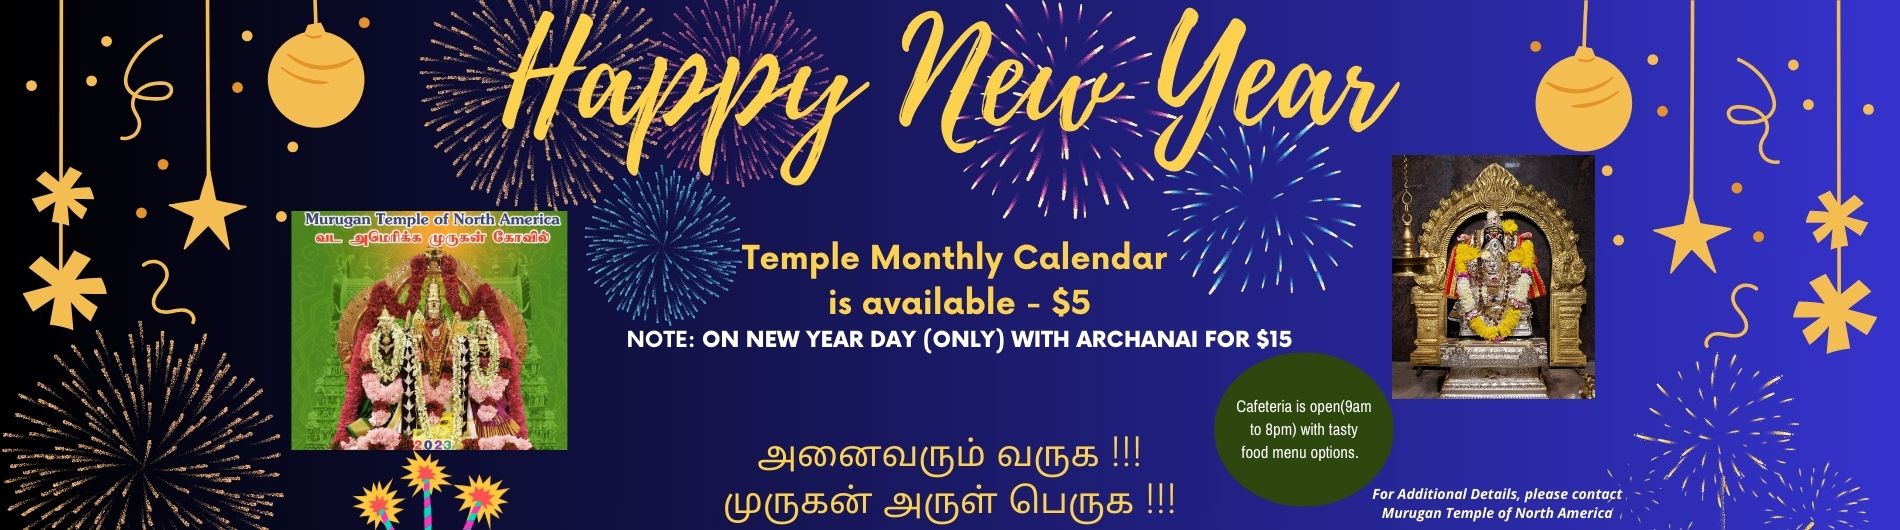 Happy New Year
Murugan Temple of North America
வட அமெரிக்க முருகன் கோவில்
2023
Temple Monthly Calendar
is available - $5
NOTE: ON NEW YEAR DAY (ONLY) WITH ARCHANAI FOR $15
Cafeteria is open(9am
to 8pm) with tasty
food menu options.
அனைவரும் வருக !!!
முருகன் அருள் பெருக !!!
For Additional Details, please contact
Murugan Temple of North America